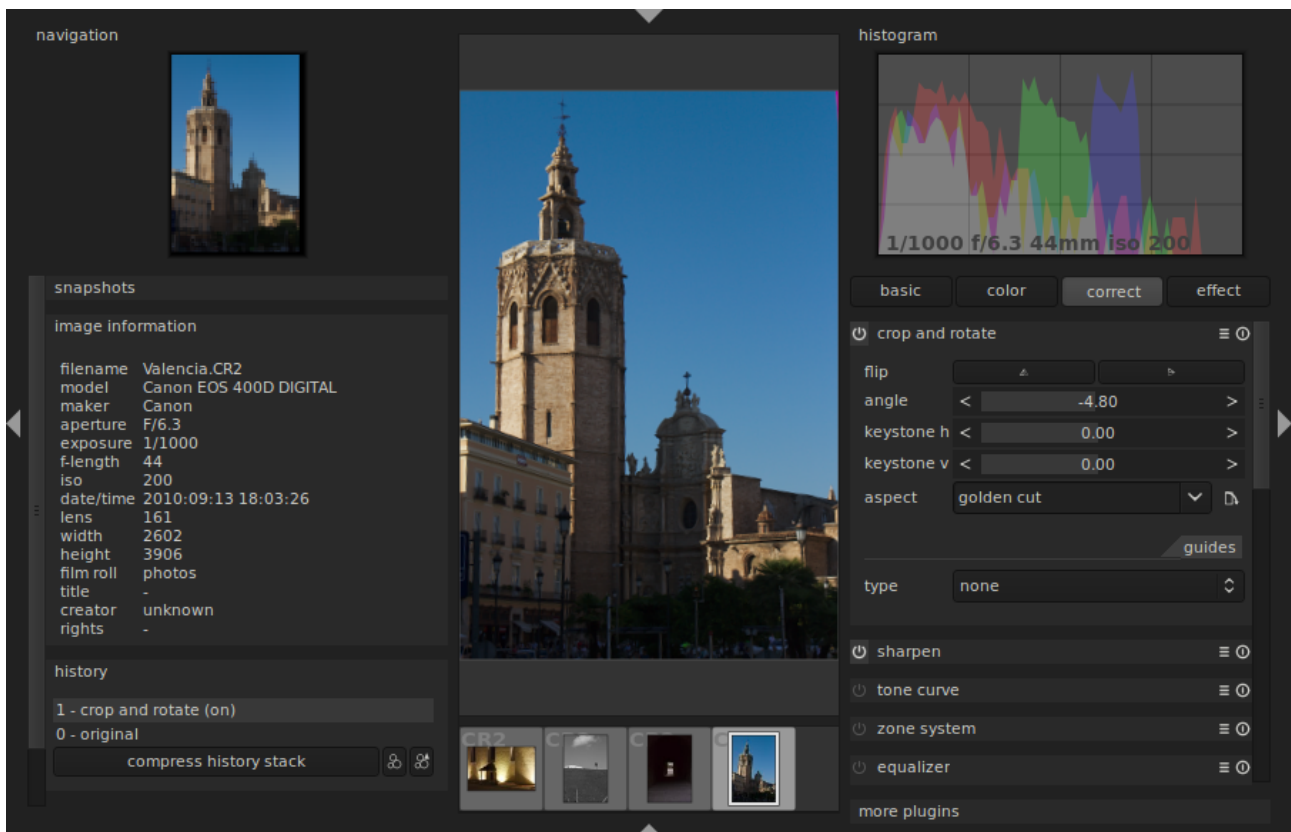 navigation
snapshots
image information
filename Valencia.CR2
model Canon EOS 400D DIGITAL
maker Canon
aperture F/6.3
exposure 1/1000
f-length 44
iso 200
date/time 2010:09:13 18:03:26
lens 161
width 2602
height 3906
film roll photos
title -
creator unknown
rights -
history
1 - crop and rotate (on)
0 - original
compress history stack
CR2
histogram
1/1000 f/6.3 44mm iso 200
basic color correct effect
crop and rotate
flip
angle < -4.80 >
keystone h < 0.00 >
keystone v < 0.00 >
aspect golden cut
guides
type none
sharpen
tone curve
zone system
equalizer
more plugins